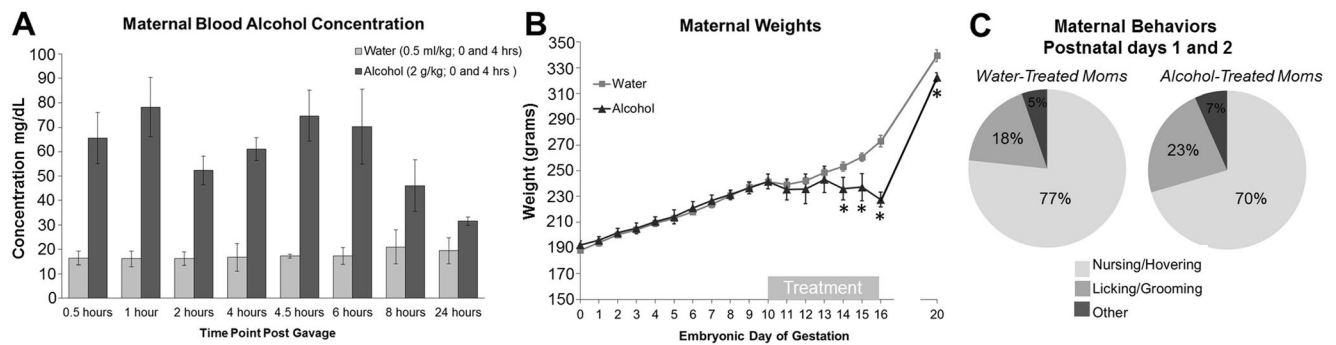 A
Maternal Blood Alcohol Concentration
Water (0.5 ml/kg; 0 and 4 hrs)
Alcohol (2 g/kg; 0 and 4 hrs )
Concentration mg/dL
100
90
80
70
60
50
40
30
20
10
0
0.5 hours 1 hour 2 hours 4 hours 4.5 hours 6 hours 8 hours 24 hours
Time Point Post Gavage
B
Maternal Weights
Water
Alcohol
Weight (grams)
350
330
310
290
270
250
230
210
190
170
150
* * * *
Treatment
0 1 2 3 4 5 6 7 8 9 10 11 12 13 14 15 16 20
Embryonic Day of Gestation
C
Maternal Behaviors
Postnatal days 1 and 2
Water-Treated Moms
5%
18%
77%
Alcohol-Treated Moms
7%
23%
70%
Nursing/Hovering
Licking/Grooming
Other